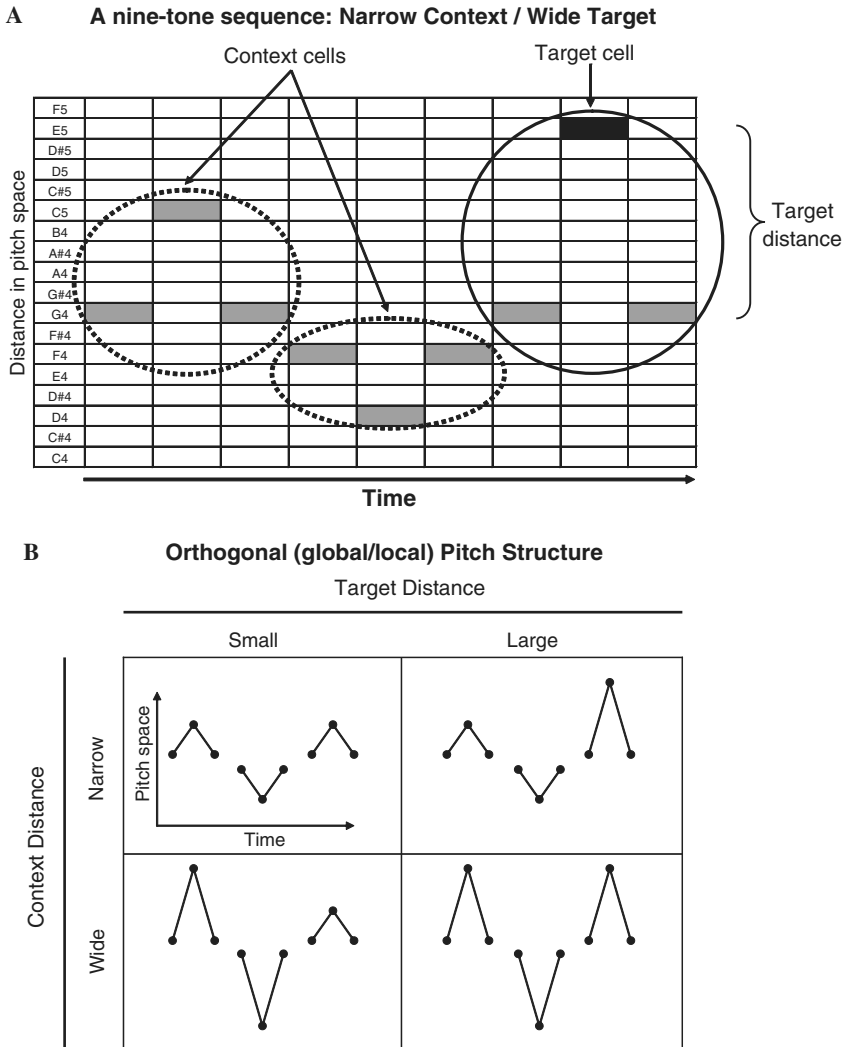 A
A nine-tone sequence: Narrow Context / Wide Target
Context cells
Target cell
Distance in pitch space
F5
E5
D#5
D5
C#5
C5
B4
A#4
A4
G#4
G4
F#4
F4
E4
D#4
D4
C#4
C4
Target
distance
Time
B
Orthogonal (global/local) Pitch Structure
Target Distance
Small
Large
Context Distance
Narrow
Pitch space
Time
Wide